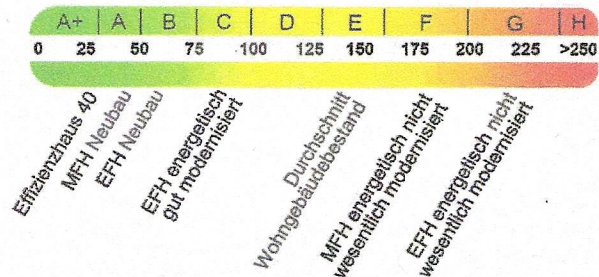 A+ A B C D E F G H
0 25 50 75 100 125 150 175 200 225 >250
Effizienzhaus 40
MFH Neubau
EFH Neubau
EFH energetisch
gut modernisiert
Durchschnitt
Wohngebäudebestand
MFH energetisch nicht
wesentlich modernisiert
EFH energetisch nicht
wesentlich modernisiert